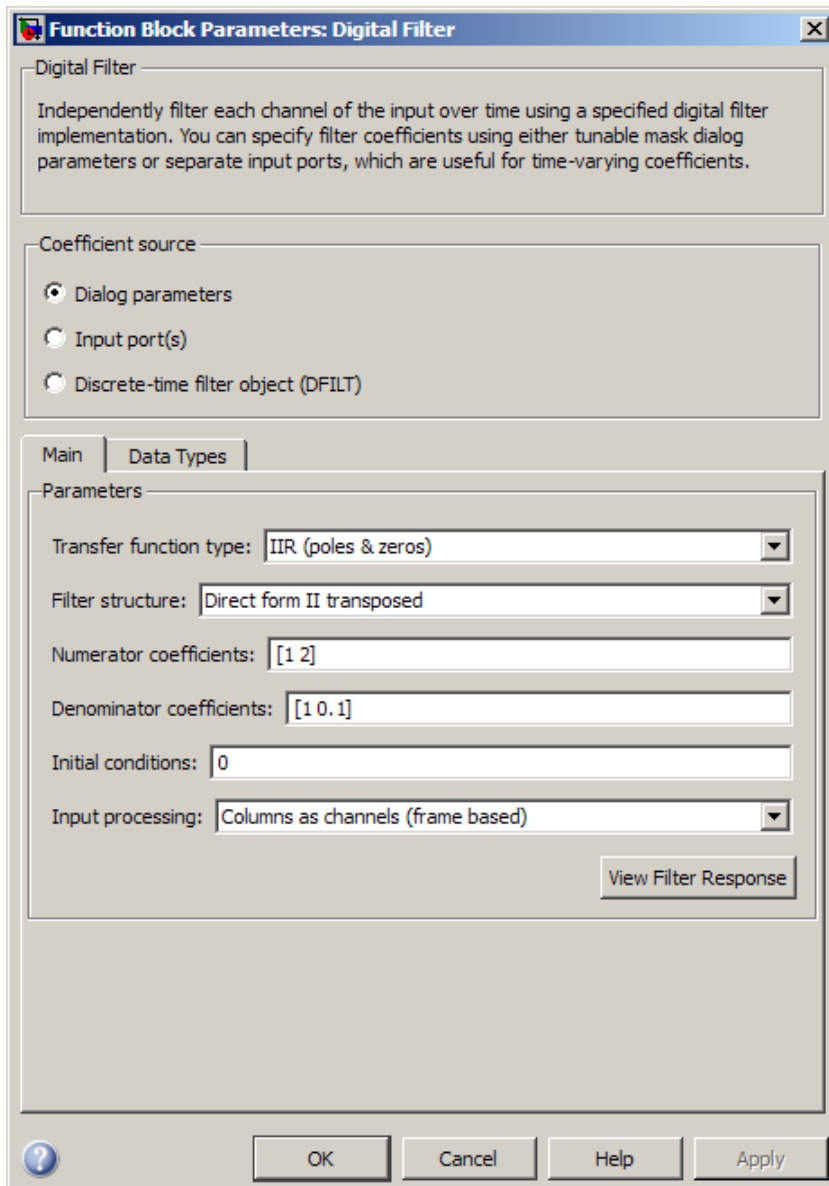 Function Block Parameters: Digital Filter
Digital Filter
Independently filter each channel of the input over time using a specified digital filter
implementation. You can specify filter coefficients using either tunable mask dialog
parameters or separate input ports, which are useful for time-varying coefficients.
Coefficient source
Dialog parameters
Input port(s)
Discrete-time filter object (DFILT)
Main Data Types
Parameters
Transfer function type: IIR (poles & zeros)
Filter structure: Direct form II transposed
Numerator coefficients: [1 2]
Denominator coefficients: [1 0.1]
Initial conditions: 0
Input processing: Columns as channels (frame based)
View Filter Response
? OK Cancel Help Apply